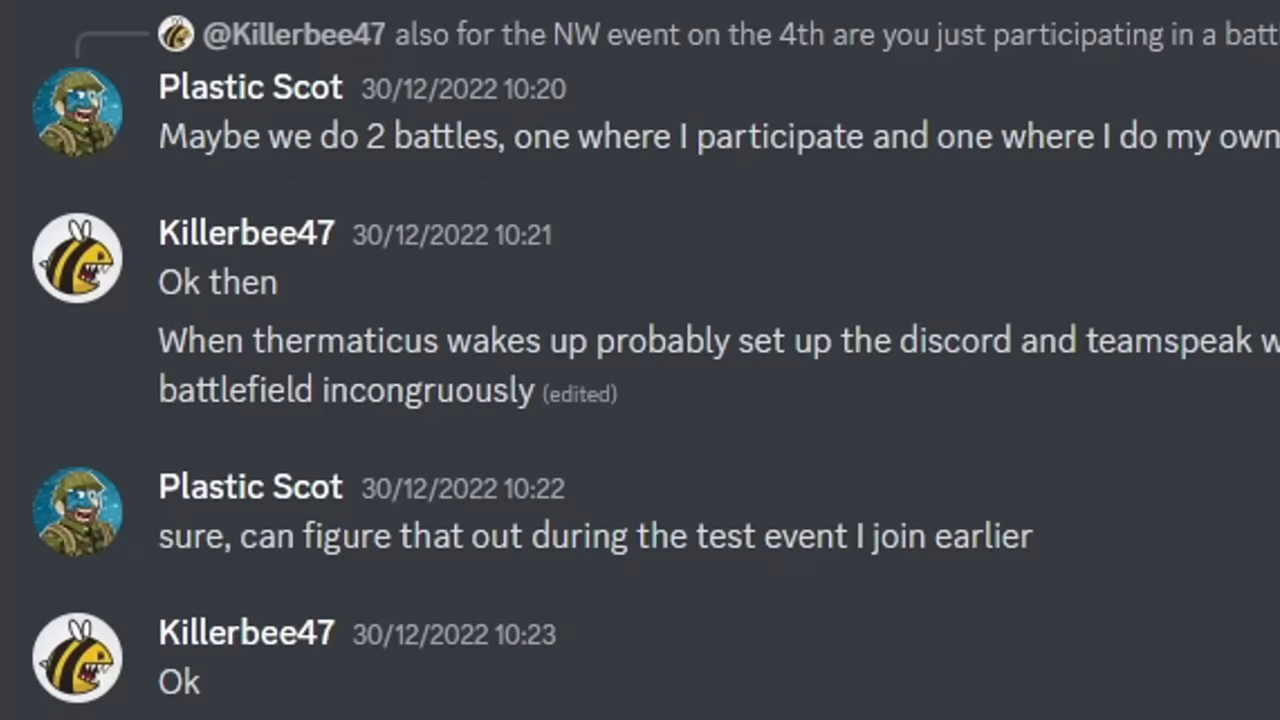 @Killerbee47 also for the NW event on the 4th are you just participating in a batt
Plastic Scot 30/12/2022 10:20
Maybe we do 2 battles, one where I participate and one where I do my own
Killerbee47 30/12/2022 10:21
Ok then
When thermaticus wakes up probably set up the discord and teamspeak w
battlefield incongruously (edited)
Plastic Scot 30/12/2022 10:22
sure, can figure that out during the test event I join earlier
Killerbee47 30/12/2022 10:23
Ok